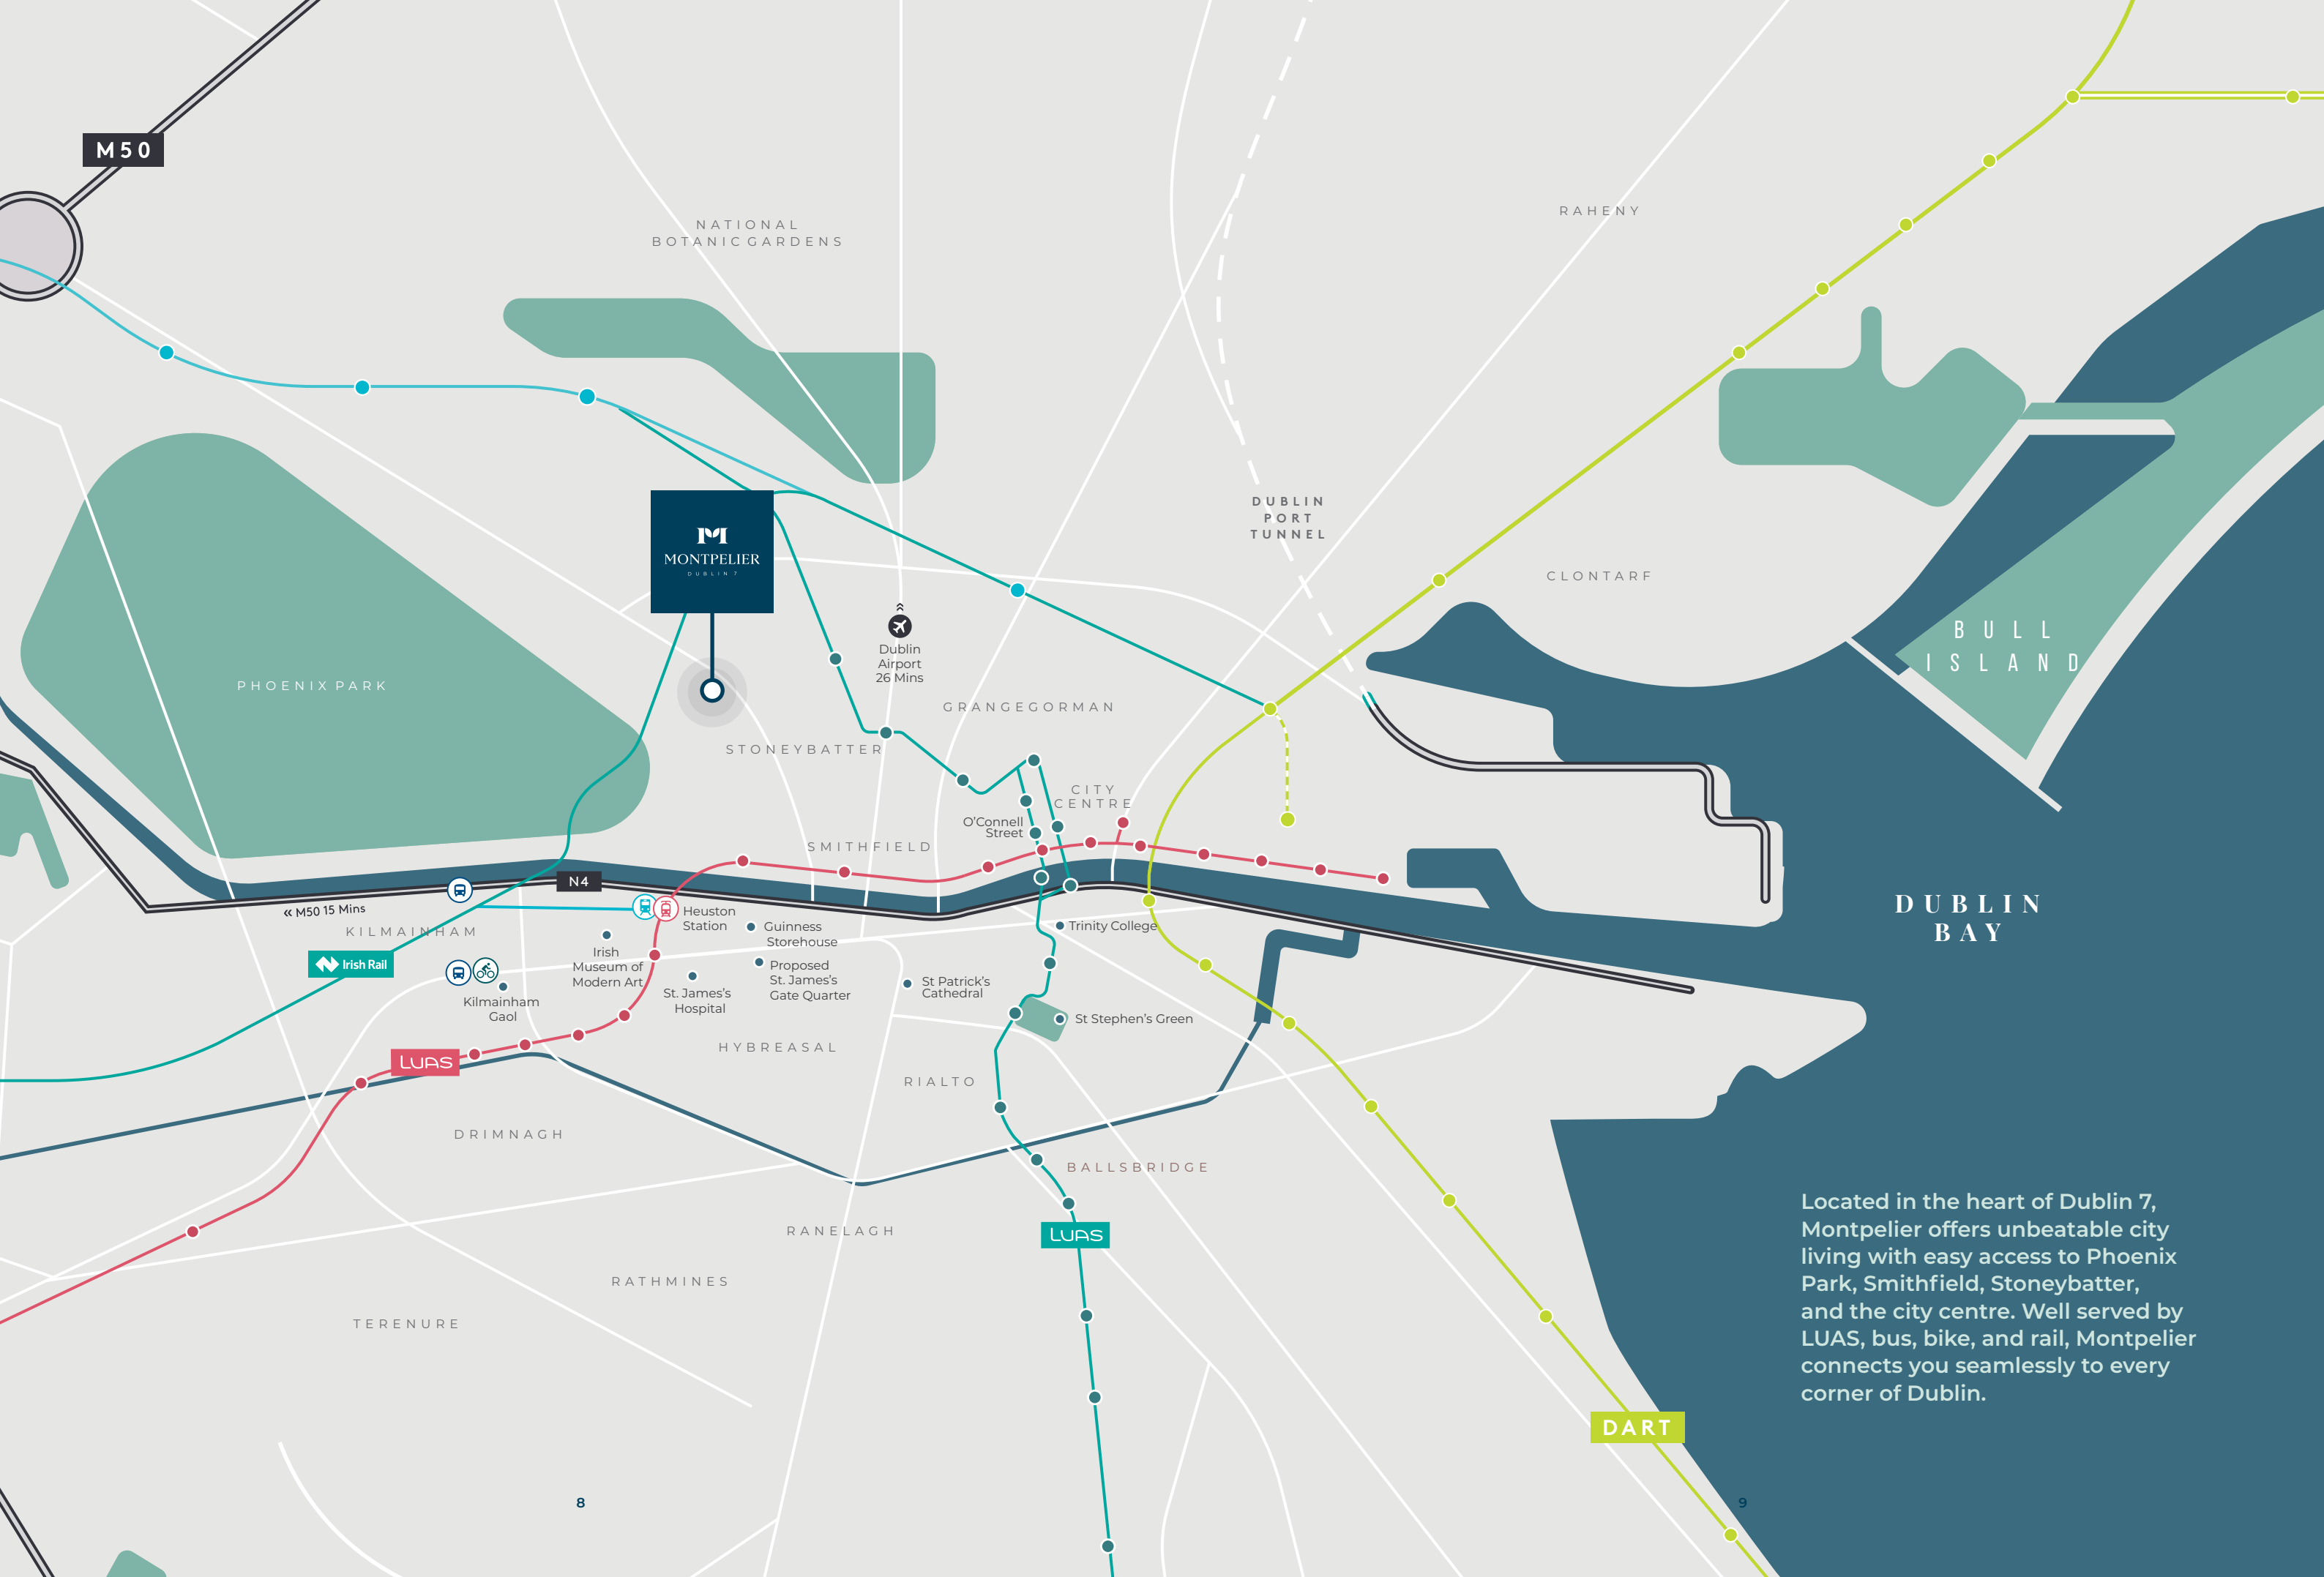 M50
NATIONAL
BOTANIC GARDENS
RAHENY
DUBLIN
PORT
TUNNEL
MONTPELIER
DUBLIN 7
CLONTARF
BULL
ISLAND
Dublin
Airport
26 Mins
PHOENIX PARK
GRANGEGORMAN
STONEYBATTER
CITY
CENTRE
O'Connell
Street
SMITHFIELD
N4
« M50 15 Mins
KILMAINHAM
Heuston
Station
Guinness
Storehouse
Trinity College
DUBLIN
BAY
Irish Rail
Irish
Museum of
Modern Art
Proposed
St. James's
Gate Quarter
St. James's
Hospital
St Patrick's
Cathedral
Kilmainham
Gaol
St Stephen's Green
LUAS
HYBREASAL
RIALTO
DRIMNAGH
BALLSBRIDGE
RANELAGH
LUAS
RATHMINES
TERENURE
Located in the heart of Dublin 7,
Montpelier offers unbeatable city
living with easy access to Phoenix
Park, Smithfield, Stoneybatter,
and the city centre. Well served by
LUAS, bus, bike, and rail, Montpelier
connects you seamlessly to every
corner of Dublin.
DART
8
9